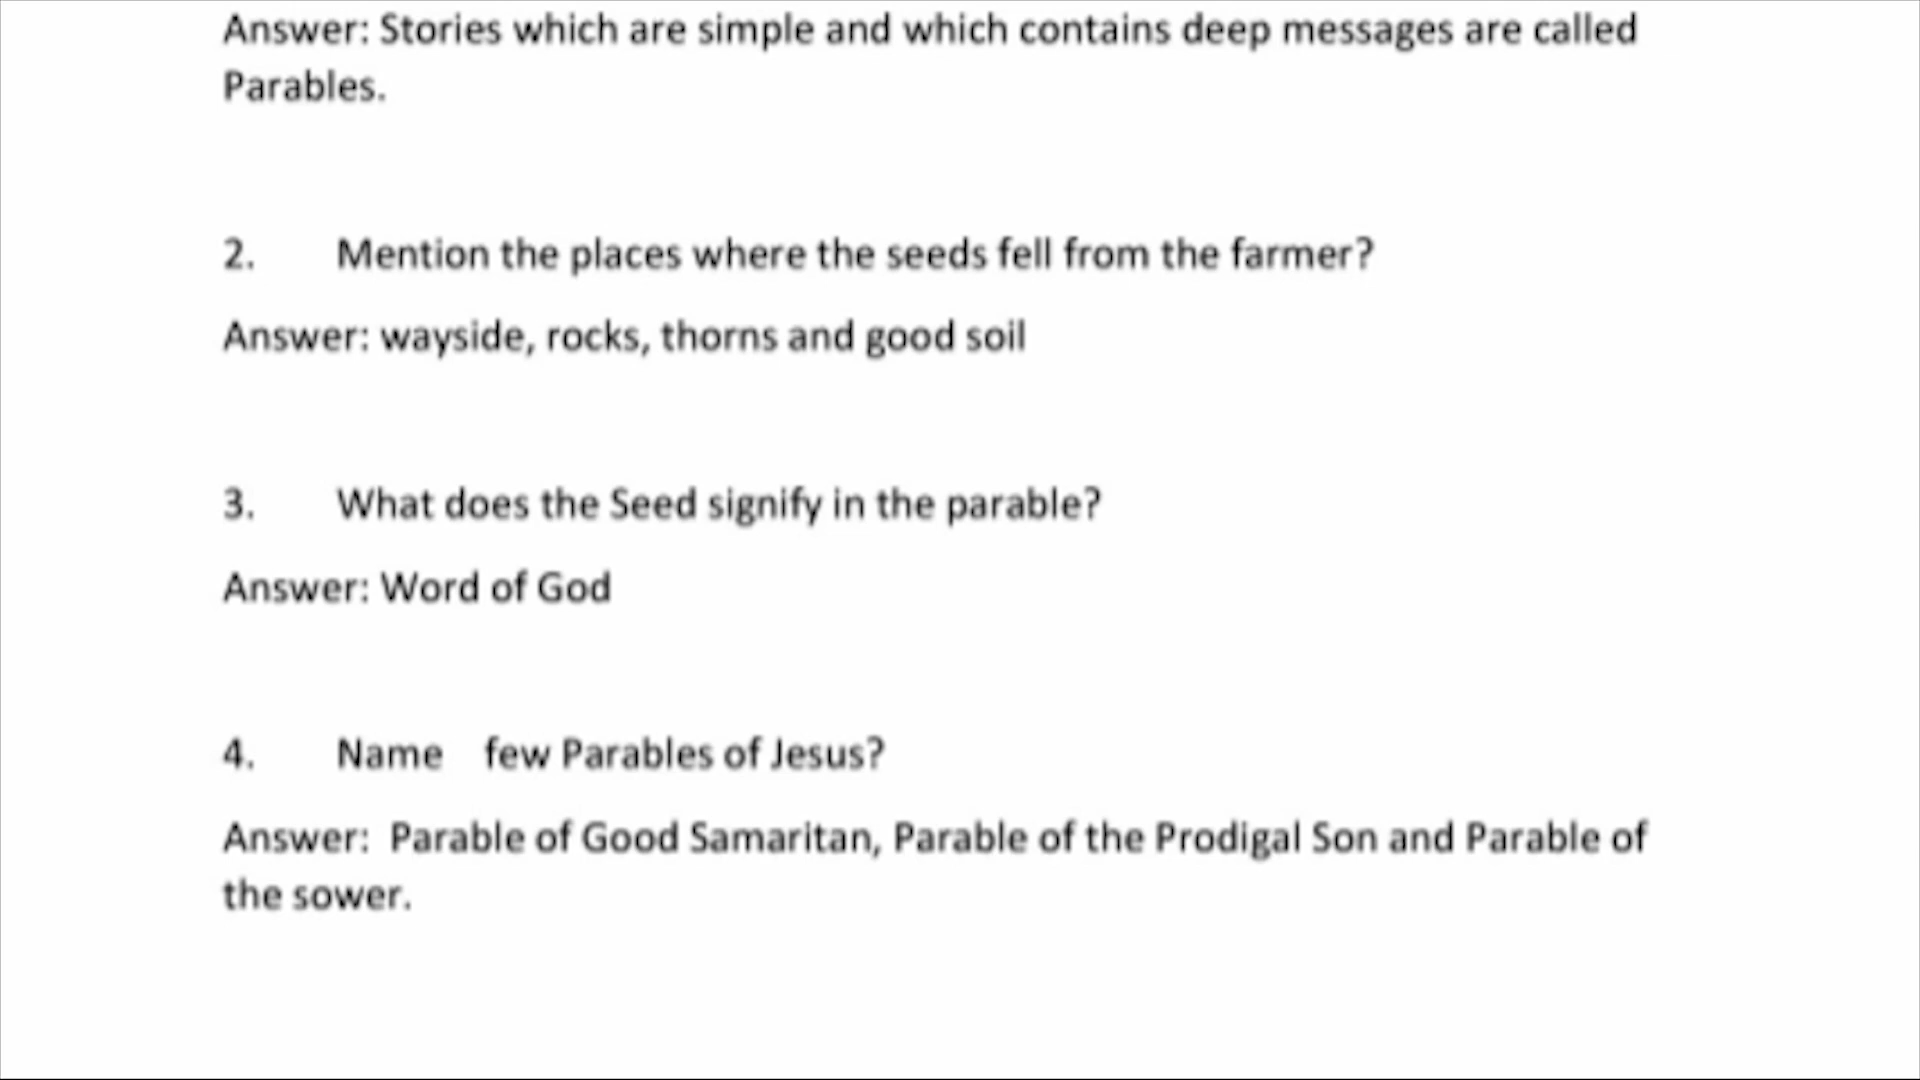 Answer: Stories which are simple and which contains deep messages are called
Parables.
2. Mention the places where the seeds fell from the farmer?
Answer: wayside, rocks, thorns and good soil
3. What does the Seed signify in the parable?
Answer: Word of God
4. Name few Parables of Jesus?
Answer: Parable of Good Samaritan, Parable of the Prodigal Son and Parable of
the sower.